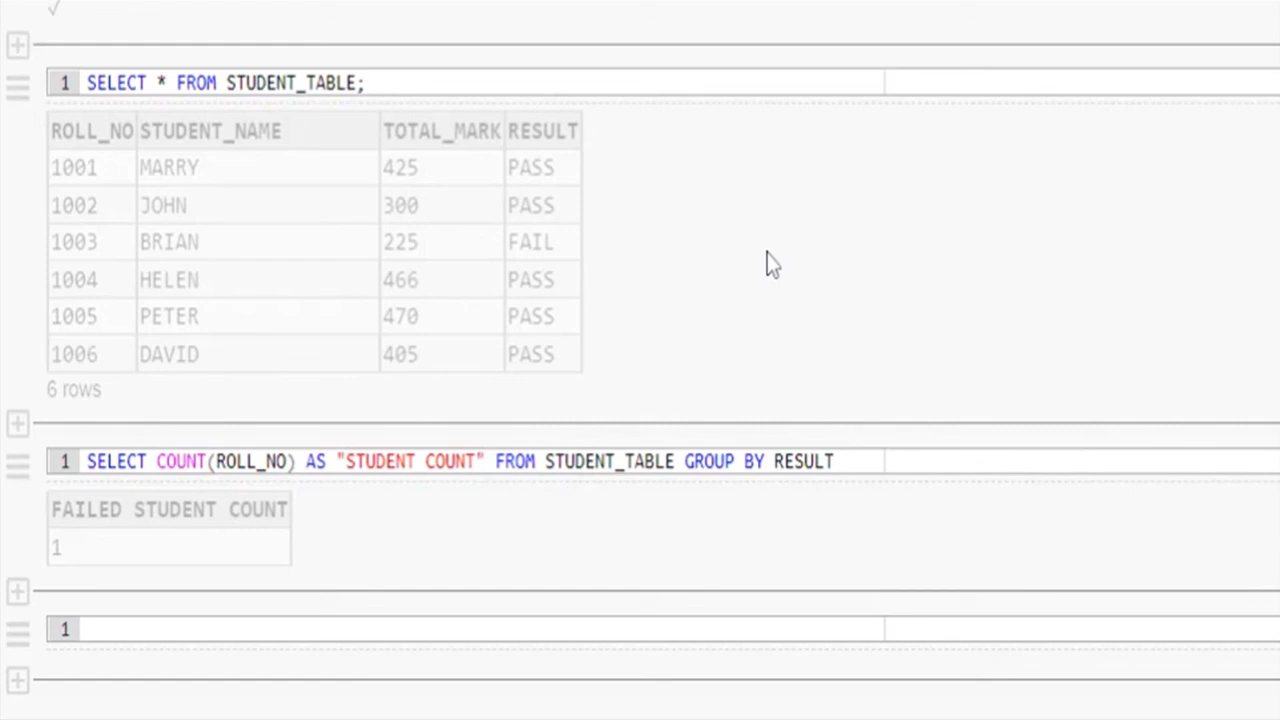 1 SELECT * FROM STUDENT_TABLE;
ROLL_NO STUDENT_NAME TOTAL_MARK RESULT
1001 MARRY 425 PASS
1002 JOHN 300 PASS
1003 BRIAN 225 FAIL
1004 HELEN 466 PASS
1005 PETER 470 PASS
1006 DAVID 405 PASS
6 rows
1 SELECT COUNT(ROLL_NO) AS "STUDENT COUNT" FROM STUDENT_TABLE GROUP BY RESULT
FAILED STUDENT COUNT
1
1